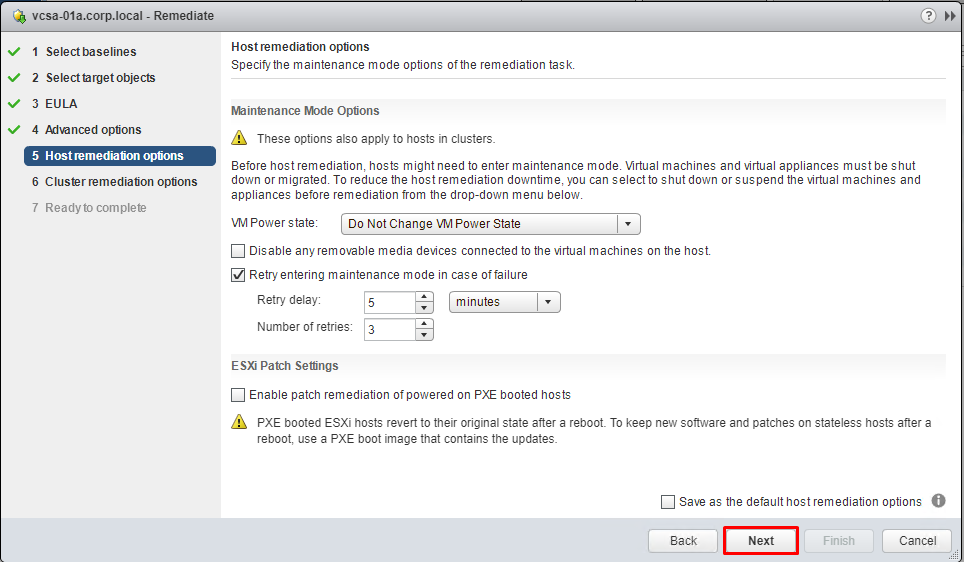 vcsa-01a.corp.local - Remediate
1 Select baselines
2 Select target objects
3 EULA
4 Advanced options
5 Host remediation options
6 Cluster remediation options
7 Ready to complete
Host remediation options
Specify the maintenance mode options of the remediation task.
Maintenance Mode Options
These options also apply to hosts in clusters.
Before host remediation, hosts might need to enter maintenance mode. Virtual machines and virtual appliances must be shut
down or migrated. To reduce the host remediation downtime, you can select to shut down or suspend the virtual machines and
appliances before remediation from the drop-down menu below.
VM Power state: Do Not Change VM Power State
Disable any removable media devices connected to the virtual machines on the host.
Retry entering maintenance mode in case of failure
Retry delay: 5 minutes
Number of retries: 3
ESXi Patch Settings
Enable patch remediation of powered on PXE booted hosts
PXE booted ESXi hosts revert to their original state after a reboot. To keep new software and patches on stateless hosts after a
reboot, use a PXE boot image that contains the updates.
Save as the default host remediation options
Back Next Finish Cancel